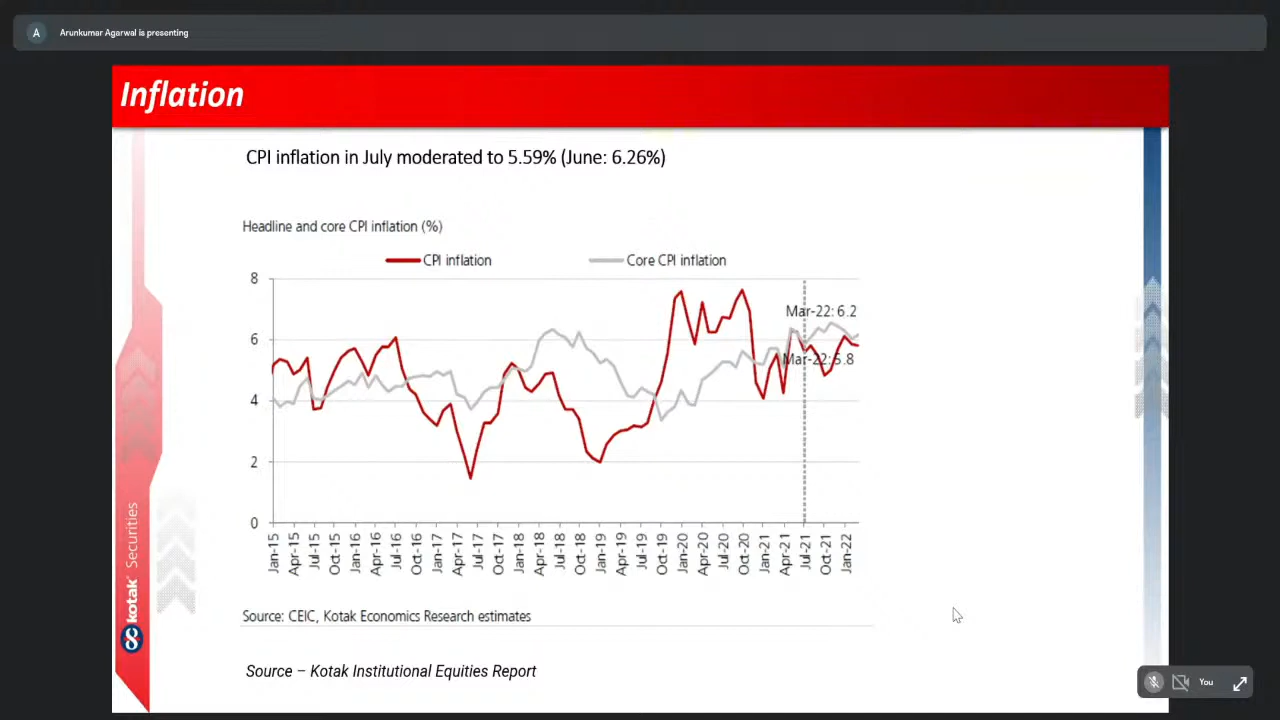 A
Arunkumar Agarwal is presenting
Inflation
CPI inflation in July moderated to 5.59% (June: 6.26%)
Headline and core CPI inflation (%)
CPI inflation
Core CPI inflation
8
6
4
2
0
Mar-22: 6.2
Mar-22: 5.8
Jan-15
Apr-15
Jul-15
Oct-15
Jan-16
Apr-16
Jul-16
Oct-16
Jan-17
Apr-17
Jul-17
Oct-17
Jan-18
Apr-18
Jul-18
Oct-18
Jan-19
Apr-19
Jul-19
Oct-19
Jan-20
Apr-20
Jul-20
Oct-20
Jan-21
Apr-21
Jul-21
Oct-21
Jan-22
Source: CEIC, Kotak Economics Research estimates
Source – Kotak Institutional Equities Report
kotak Securities
You